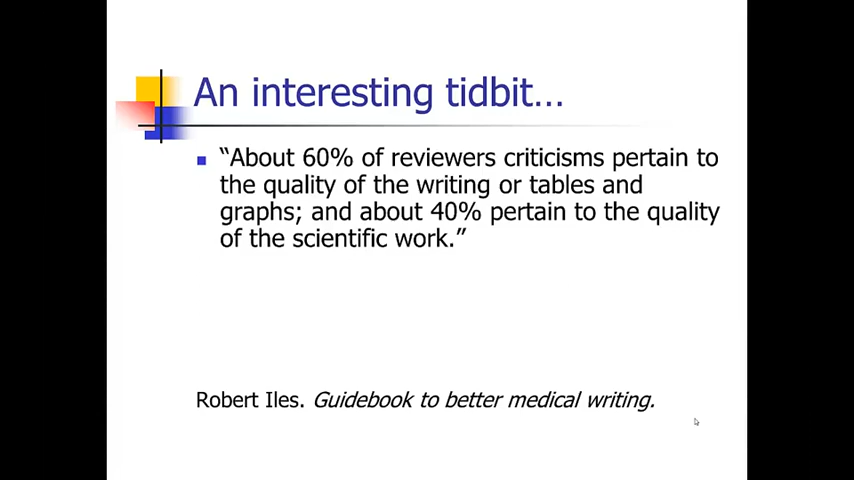 An interesting tidbit...
“About 60% of reviewers criticisms pertain to
the quality of the writing or tables and
graphs; and about 40% pertain to the quality
of the scientific work.”
Robert Iles. Guidebook to better medical writing.